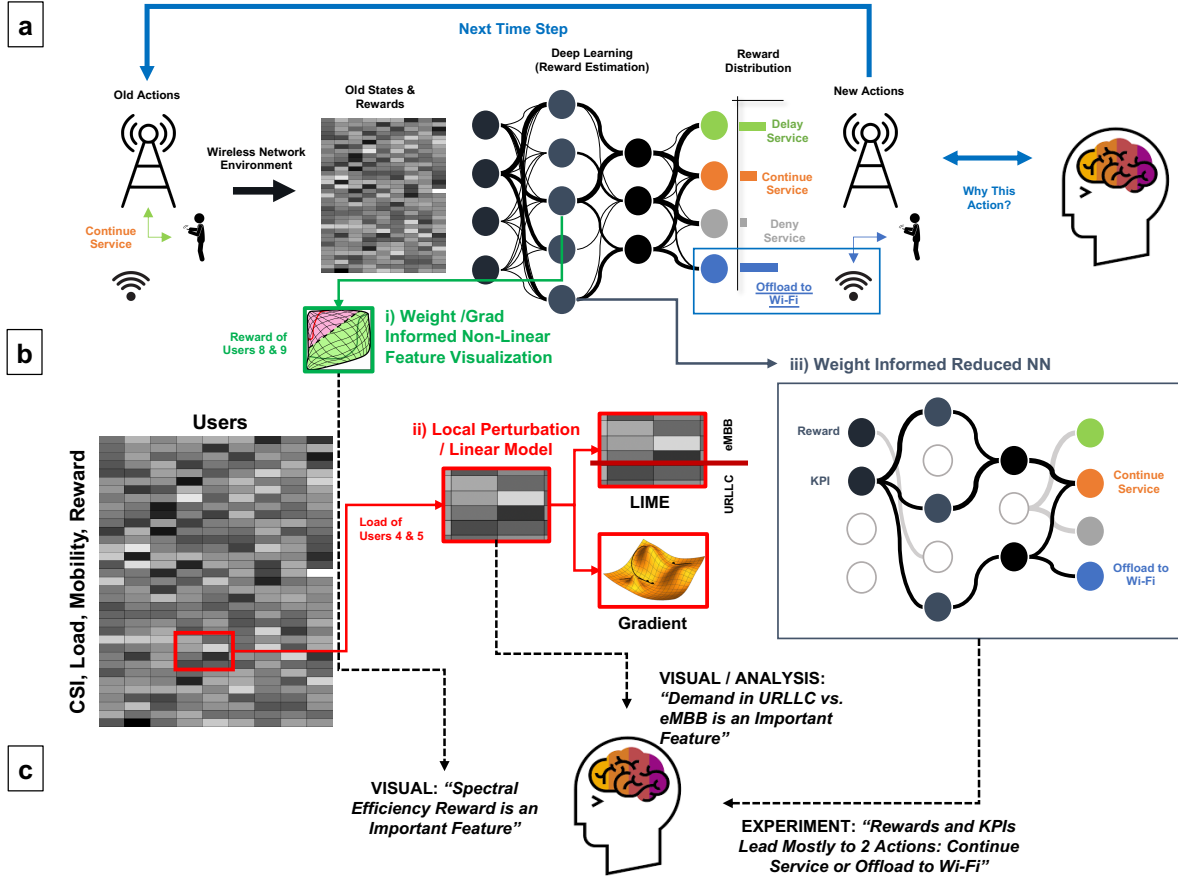 a
Next Time Step
Deep Learning
(Reward Estimation)
Reward
Distribution
Old Actions
Old States &
Rewards
New Actions
Delay
Service
Wireless Network
Environment
Continue
Service
Why This
Action?
Continue
Service
Deny
Service
Offload to
Wi-Fi
b
Reward of
Users 8 & 9
i) Weight /Grad
Informed Non-Linear
Feature Visualization
iii) Weight Informed Reduced NN
Users
CSI, Load, Mobility, Reward
ii) Local Perturbation
/ Linear Model
eMBB
URLLC
LIME
Load of
Users 4 & 5
Gradient
Reward
KPI
Continue
Service
Offload to
Wi-Fi
VISUAL / ANALYSIS:
“Demand in URLLC vs.
eMBB is an Important
Feature”
c
VISUAL: “Spectral
Efficiency Reward is an
Important Feature”
EXPERIMENT: “Rewards and KPIs
Lead Mostly to 2 Actions: Continue
Service or Offload to Wi-Fi”